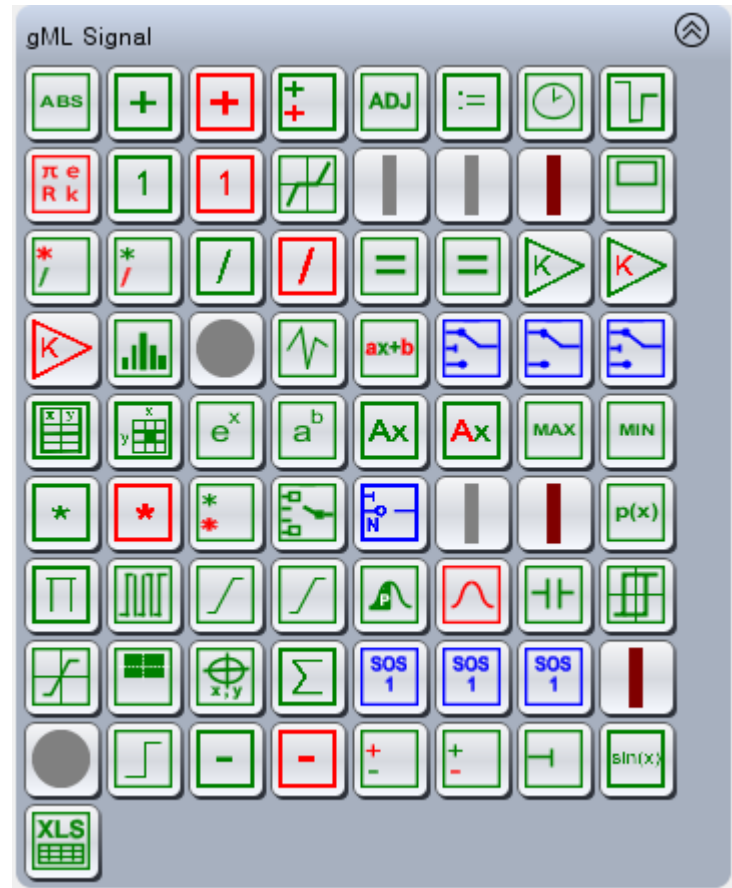 gML Signal
ABS + + + + ADJ :=
π e R k 1 1
* / * / / / = = K K
K ax+b
x y x y e^x a^b Ax Ax MAX MIN
* * * * N p(x)
P
x,y Σ SOS 1 SOS 1 SOS 1
- - + - + - sin(x)
XLS